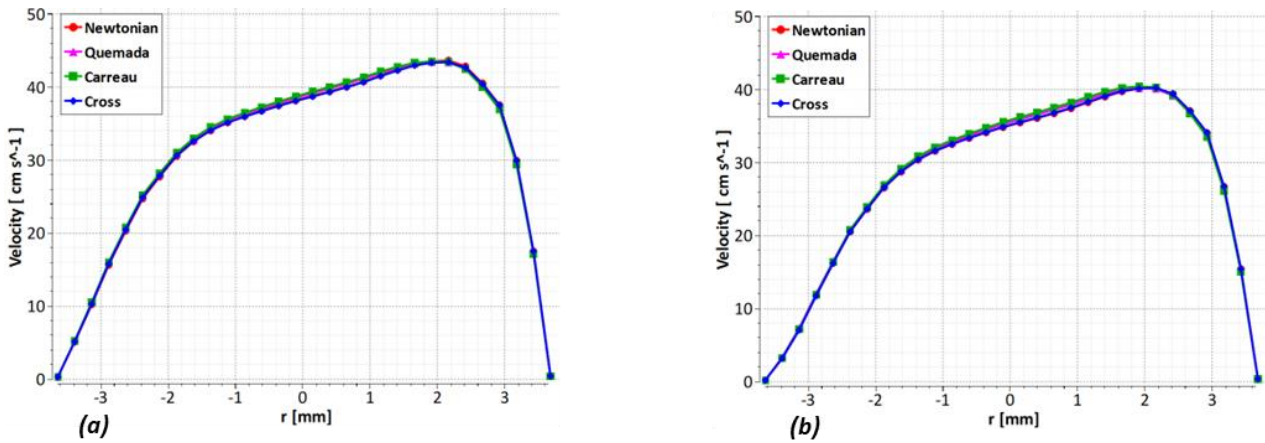 50
40
30
20
10
0
Velocity [ cm s^-1 ]
Newtonian
Quemada
Carreau
Cross
-3 -2 -1 0 1 2 3
r [mm]
(a)
50
40
30
20
10
0
Velocity [ cm s^-1 ]
Newtonian
Quemada
Carreau
Cross
-3 -2 -1 0 1 2 3
r [mm]
(b)